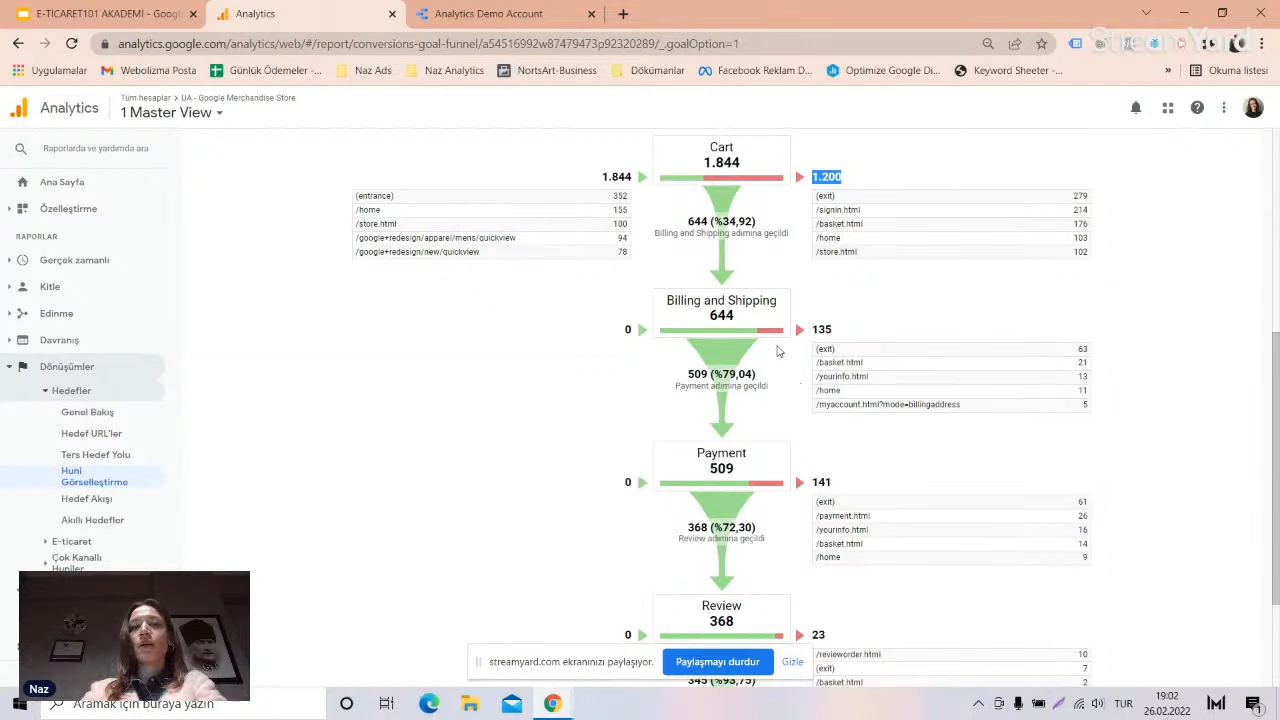 E-TICARET101 AKADEMİ - Google
Analytics
Analytics Demo Account
analytics.google.com/analytics/web/#/report/conversions-goal-funnel/a54516992w87479473p92320289/_.goalOption=1
Uygulamalar
Webolizma Posta
Günlük Ödemeler -...
Naz Ads
Naz Analytics
NortsArt-Business
Dökümanlar
Facebook Reklam D...
Optimize Google Di...
Keyword Sheeter -...
»
Okuma listesi
Analytics
Tüm hesaplar > UA - Google Merchandise Store
1 Master View
Raporlarda ve yardımda ara
Ana Sayfa
Özelleştirme
RAPORLAR
Gerçek zamanlı
Kitle
Edinme
Davranış
Dönüşümler
Hedefler
Genel Bakış
Hedef URL'ler
Ters Hedef Yolu
Huni
Görselleştirme
Hedef Akışı
Akıllı Hedefler
E-ticaret
Çok Kanallı
Huniler
Cart
1.844
1.844
1.200
(entrance) 352
/home 155
/store.html 100
/google+redesign/apparel/mens/quickview 94
/google+redesign/new/quickview 78
(exit) 279
/signin.html 214
/basket.html 176
/home 103
/store.html 102
644 (%34,92)
Billing and Shipping adımına geçildi
Billing and Shipping
644
0
135
(exit) 63
/basket.html 21
/yourinfo.html 13
/home 11
/myaccount.html?mode=billingaddress 5
509 (%79,04)
Payment adımına geçildi
Payment
509
0
141
(exit) 61
/payment.html 26
/yourinfo.html 16
/basket.html 14
/home 9
368 (%72,30)
Review adımına geçildi
Review
368
0
23
/revieworder.html 10
(exit) 7
/basket.html 2
345 (%93,75)
streamyard.com ekranınızı paylaşıyor.
Paylaşmayı durdur
Gizle
Naz
Aramak için buraya yazın
TUR
19:02
26.02.2022
1